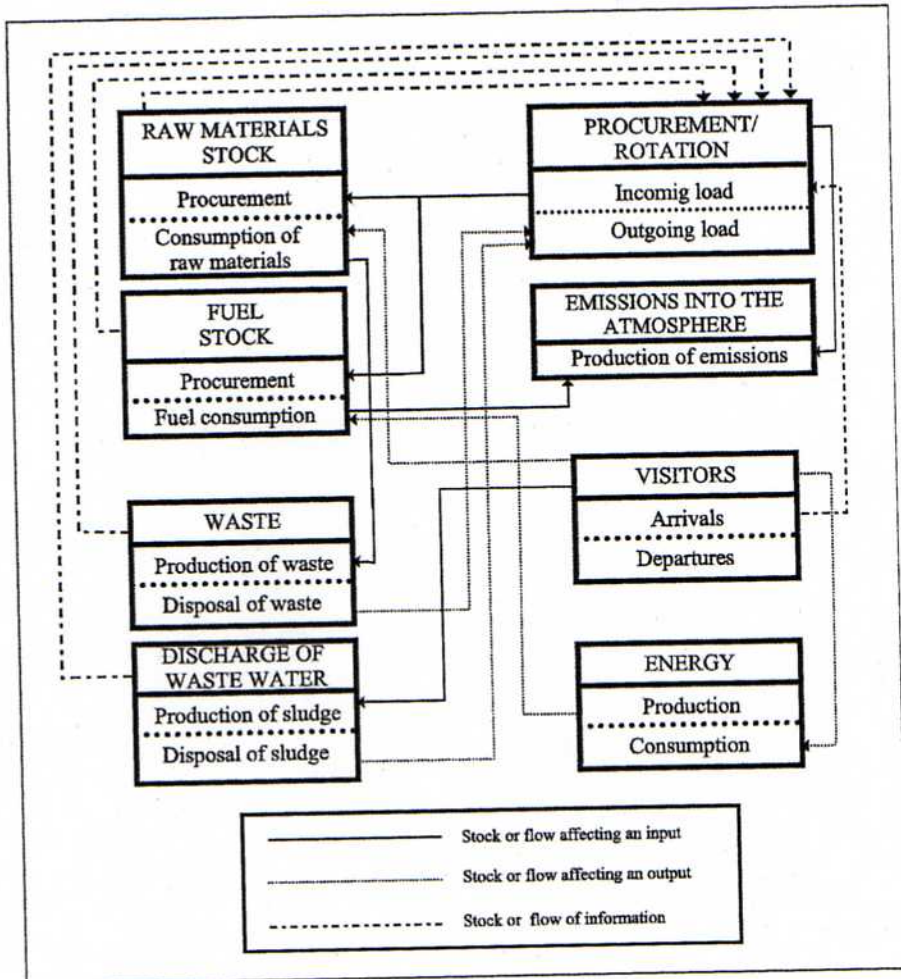 RAW MATERIALS
STOCK
Procurement
Consumption of
raw materials
FUEL
STOCK
Procurement
Fuel consumption
WASTE
Production of waste
Disposal of waste
DISCHARGE OF
WASTE WATER
Production of sludge
Disposal of sludge
PROCUREMENT/
ROTATION
Incomig load
Outgoing load
EMISSIONS INTO THE
ATMOSPHERE
Production of emissions
VISITORS
Arrivals
Departures
ENERGY
Production
Consumption
Stock or flow affecting an input
Stock or flow affecting an output
Stock or flow of information